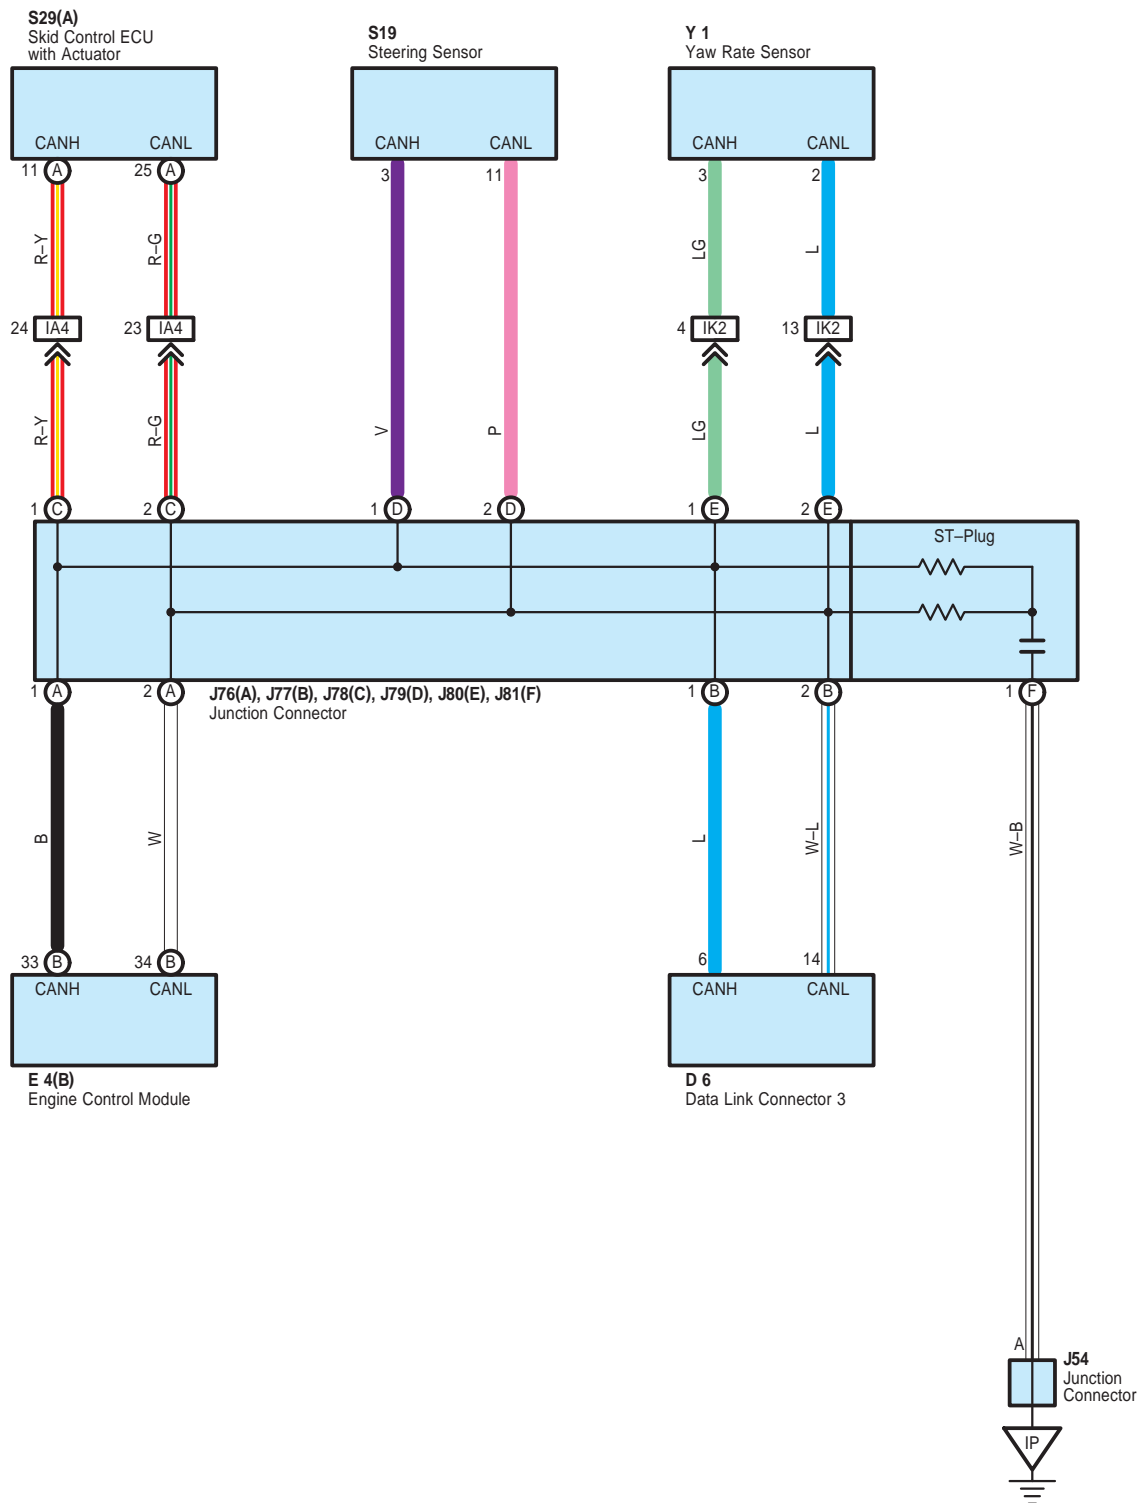 S29(A)
Skid Control ECU
with Actuator
S19
Steering Sensor
Y 1
Yaw Rate Sensor
CANH CANL
CANH CANL
CANH CANL
11 A 25 A
3 11
3 2
R–Y R–G
LG L
24 IA4 23 IA4
4 IK2 13 IK2
R–Y R–G
V P
LG L
1 C 2 C
1 D 2 D
1 E 2 E
ST–Plug
1 A 2 A
J76(A), J77(B), J78(C), J79(D), J80(E), J81(F)
Junction Connector
1 B 2 B
1 F
B W
L W–L
W–B
33 B 34 B
6 14
CANH CANL
CANH CANL
E 4(B)
Engine Control Module
D 6
Data Link Connector 3
A
J54
Junction
Connector
IP